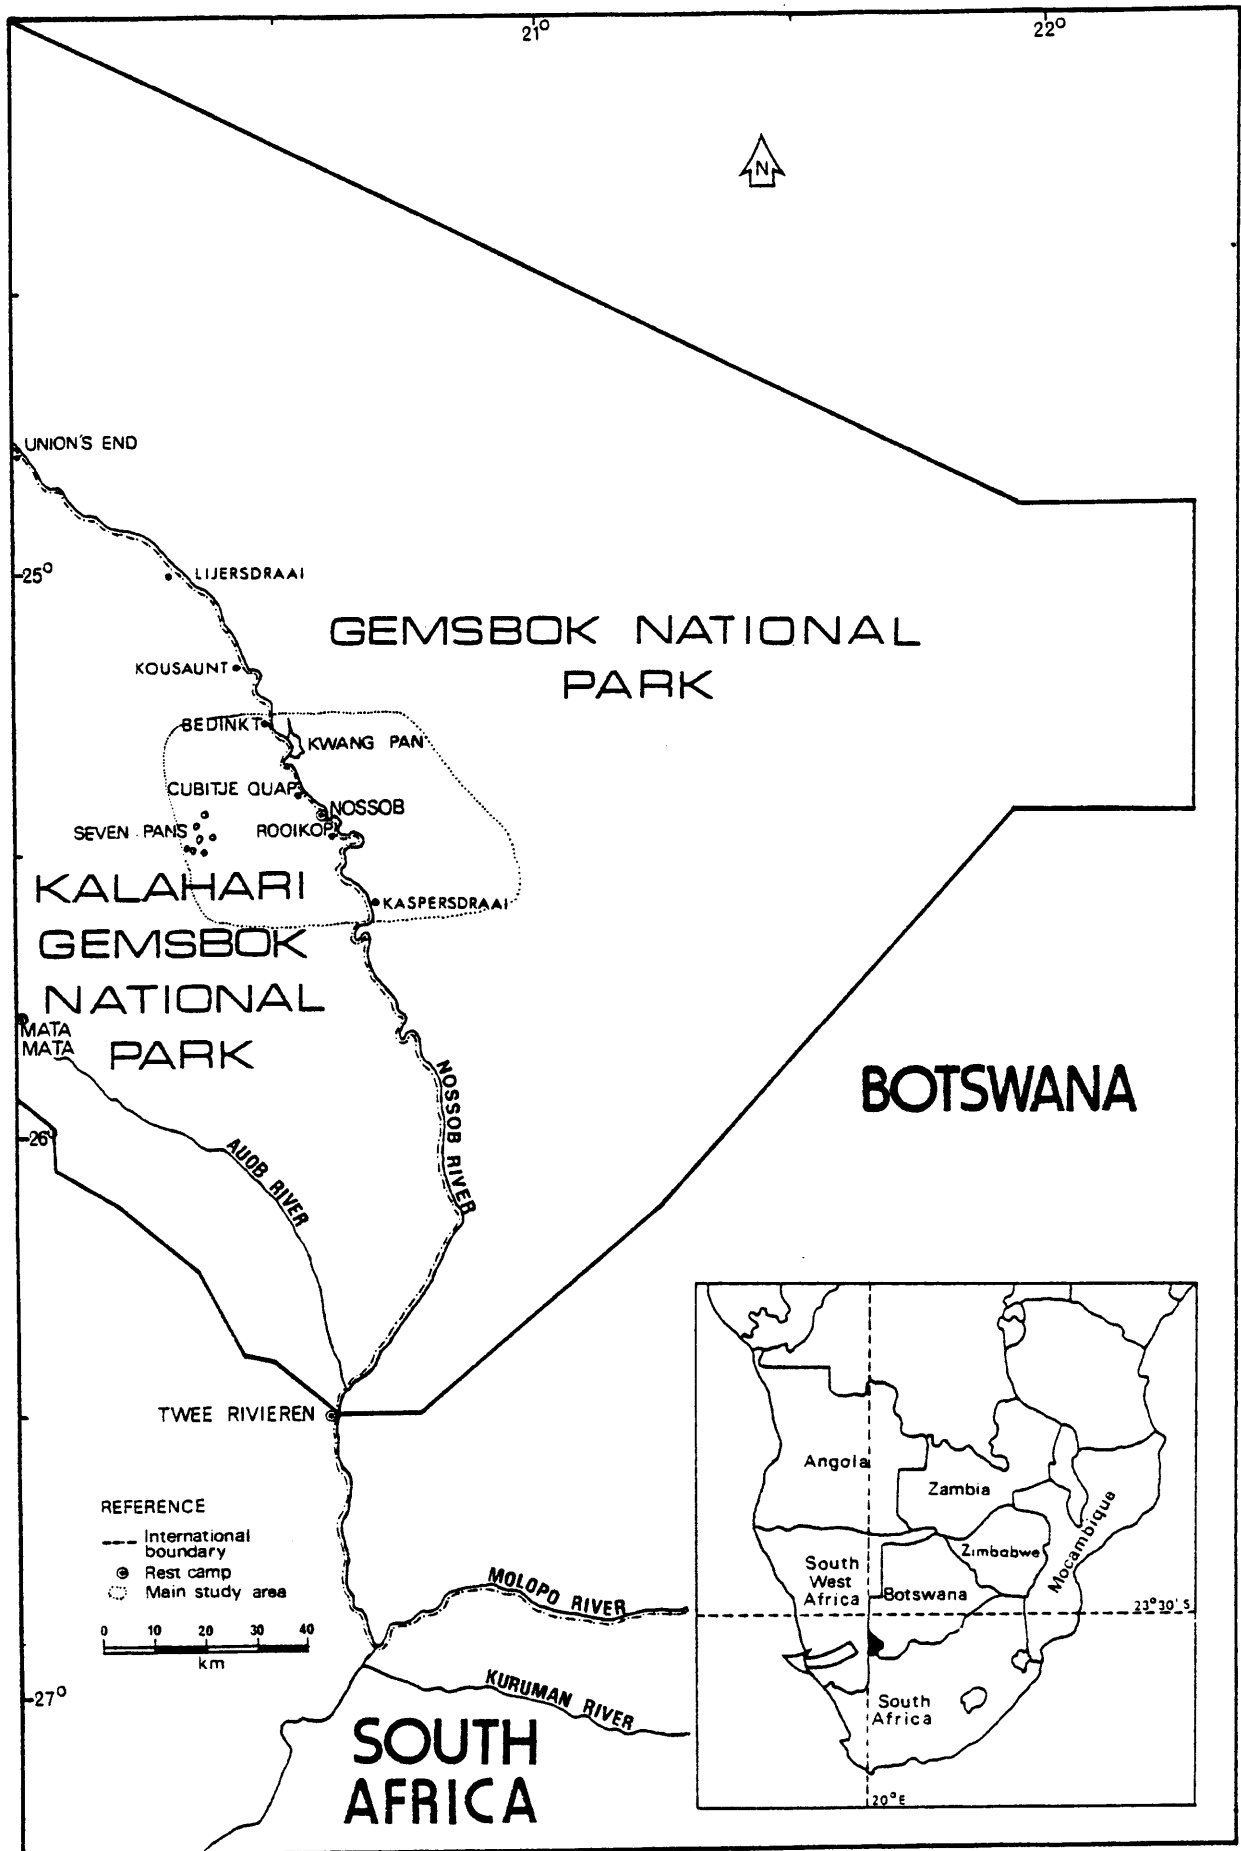 21°
22°
N
UNION'S END
25°
LIJERSDRAAI
GEMSBOK NATIONAL
PARK
KOUSAUNT
BEDINKT
KWANG PAN
CUBITJE QUAP
NOSSOB
SEVEN PANS
ROOIKOP
KALAHARI
KASPERSDRAAI
GEMSBOK
NATIONAL
PARK
MATA
MATA
NOSSOB RIVER
BOTSWANA
26°
AUOB RIVER
TWEE RIVIEREN
REFERENCE
International
boundary
Rest camp
Main study area
0 10 20 30 40
km
MOLOPO RIVER
KURUMAN RIVER
27°
SOUTH
AFRICA
Angola
Zambia
Mocambique
Zimbabwe
South
West
Africa
Botswana
23°30'S
South
Africa
20°E